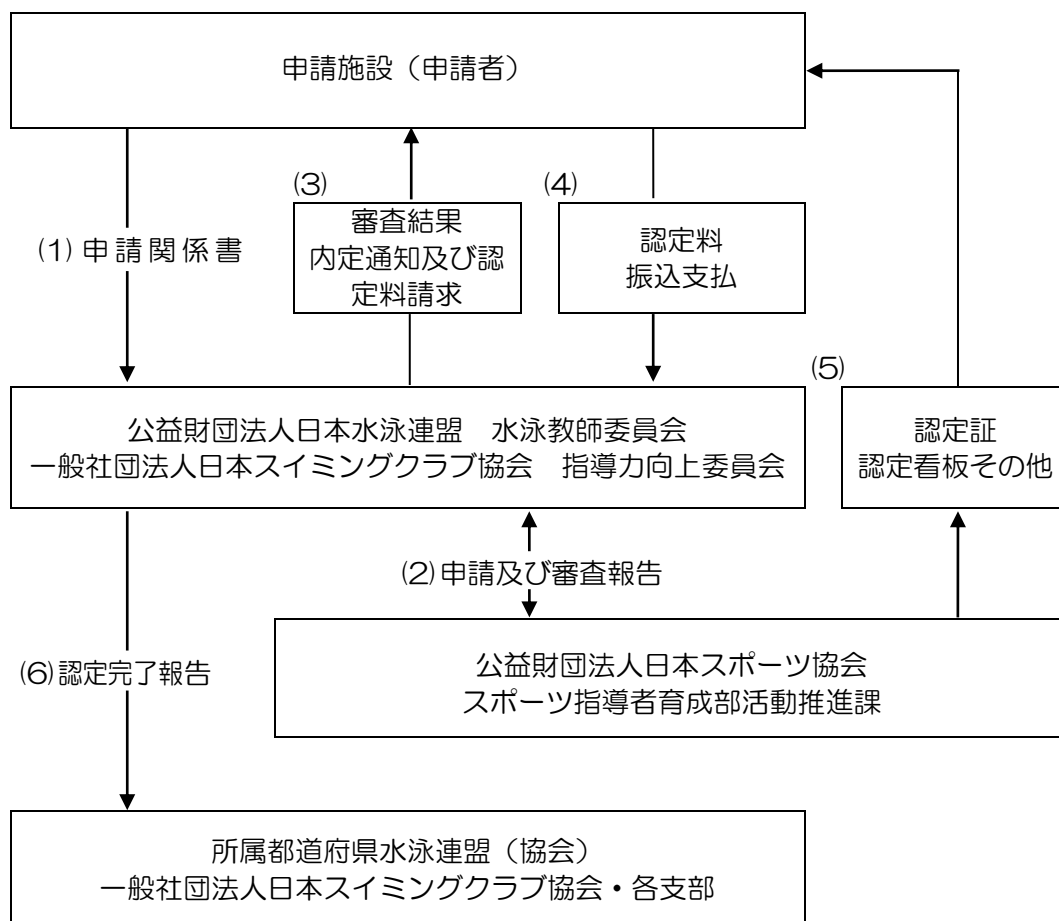 申請施設（申請者）
(1)申請関係書
(3)
審査結果
内定通知及び認
定料請求
(4)
認定料
振込支払
公益財団法人日本水泳連盟　水泳教師委員会
一般社団法人日本スイミングクラブ協会　指導力向上委員会
(5)
認定証
認定看板その他
(2)申請及び審査報告
公益財団法人日本スポーツ協会
スポーツ指導者育成部活動推進課
(6)認定完了報告
所属都道府県水泳連盟（協会）
一般社団法人日本スイミングクラブ協会・各支部